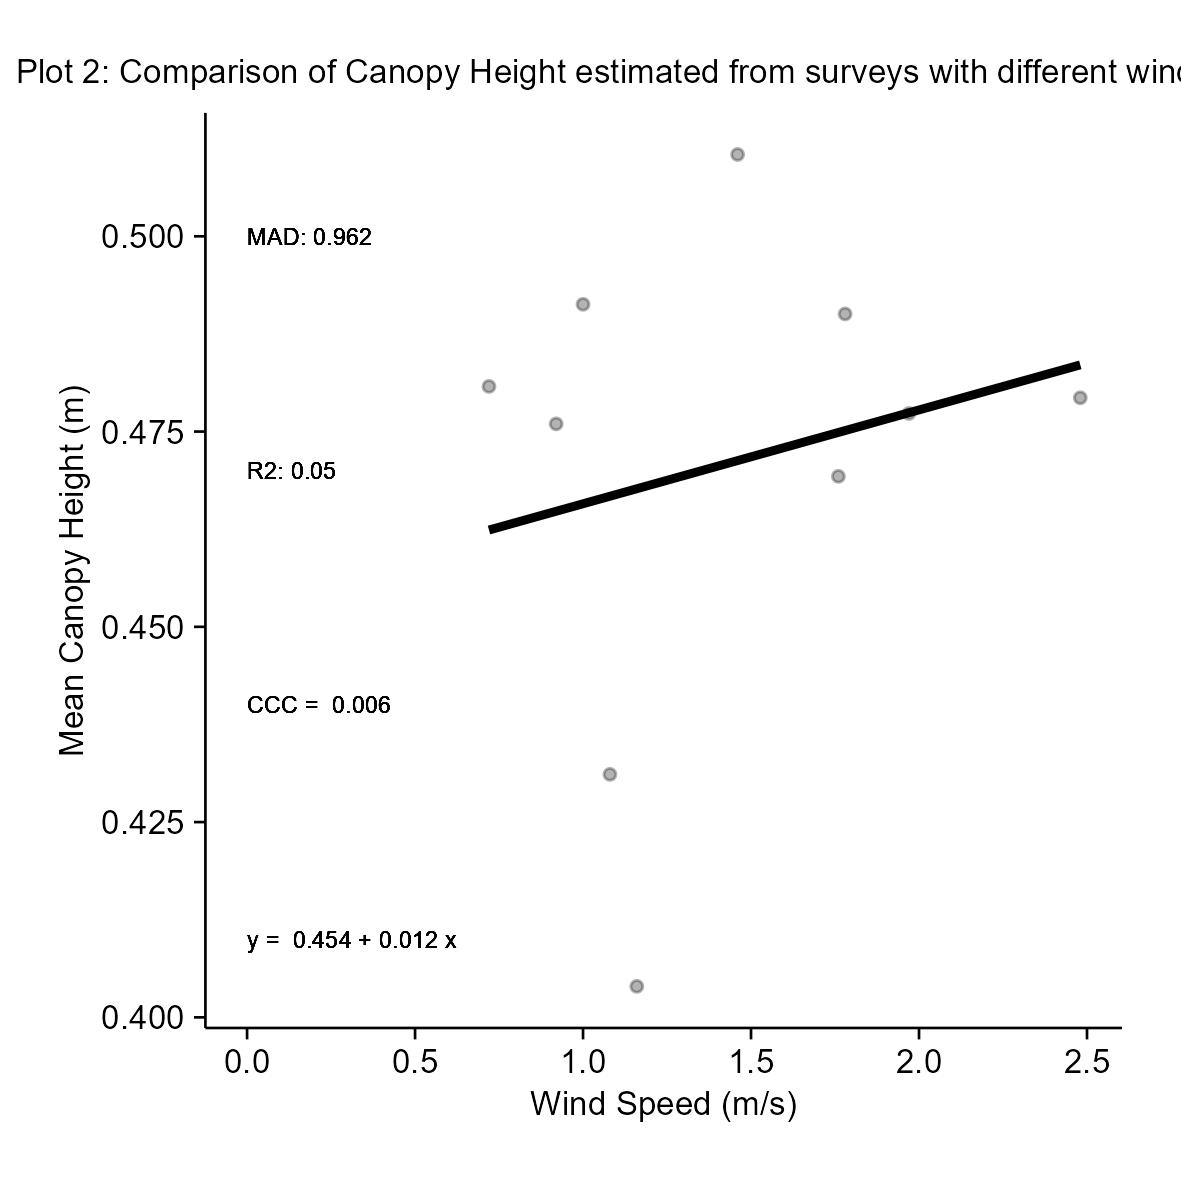 Plot 2: Comparison of Canopy Height estimated from surveys with different
0.500
MAD: 0.962
0.475
R2: 0.05
0.450
CCC = 0.006
0.425
y = 0.454 + 0.012 x
0.400
Mean Canopy Height (m)
0.0 0.5 1.0 1.5 2.0 2.5
Wind Speed (m/s)